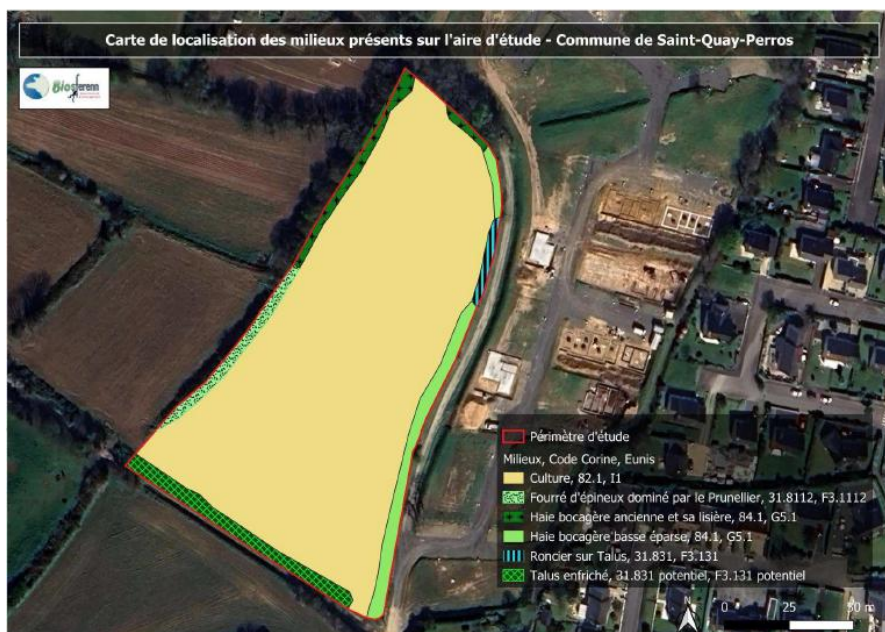 Carte de localisation des milieux présents sur l'aire d'étude - Commune de Saint-Quay-Perros
Biosferenn
Périmètre d'étude
Milieux, Code Corine, Eunis
Culture, 82.1, I1
Fourré d'épineux dominé par le Prunellier, 31.8112, F3.1112
Haie bocagère ancienne et sa lisière, 84.1, G5.1
Haie bocagère basse éparse, 84.1, G5.1
Roncier sur Talus, 31.831, F3.131
Talus enfriché, 31.831 potentiel, F3.131 potentiel
N
0 25 50 m